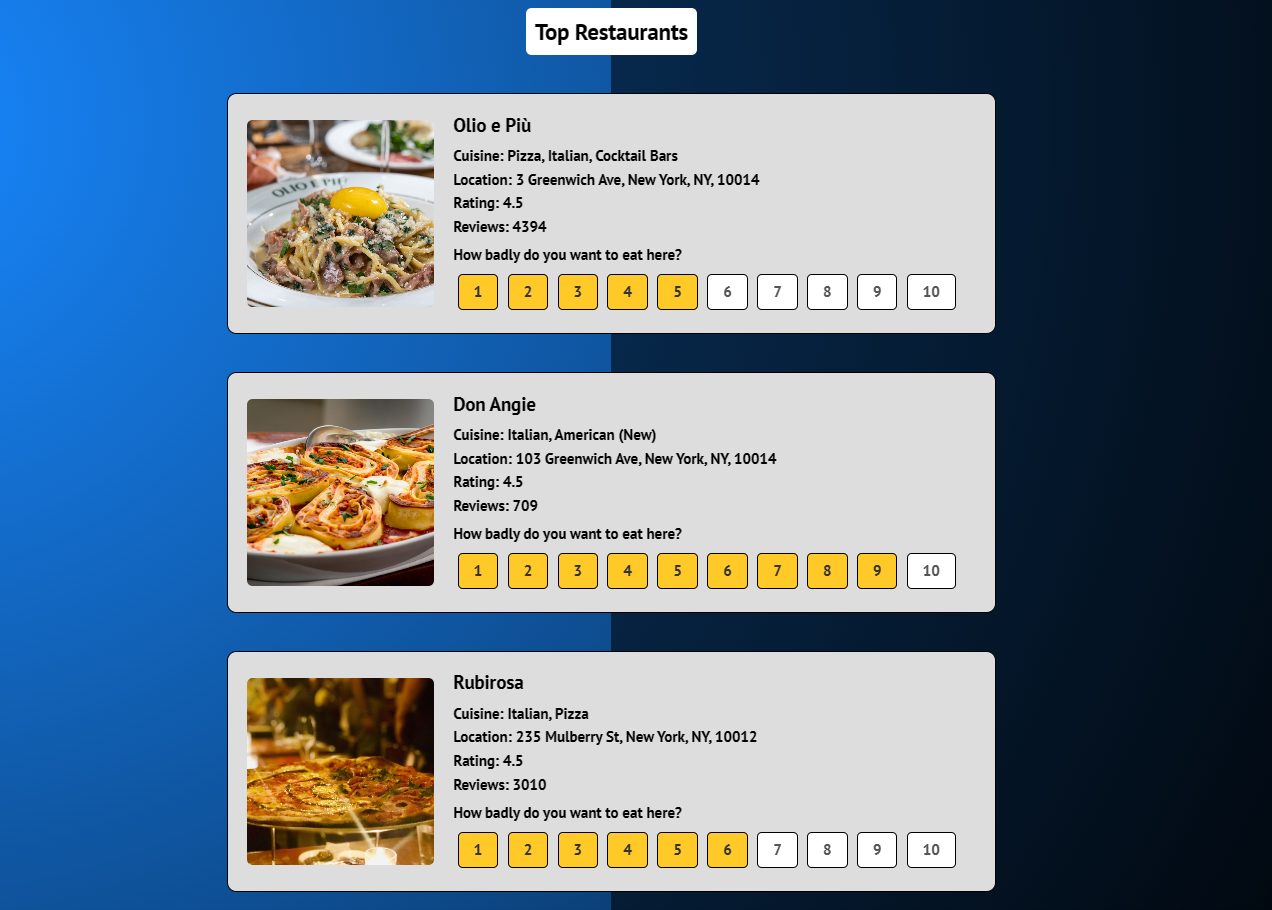 Top Restaurants
Olio e Più
OLIO E PIÙ
Cuisine: Pizza, Italian, Cocktail Bars
Location: 3 Greenwich Ave, New York, NY, 10014
Rating: 4.5
Reviews: 4394
How badly do you want to eat here?
1 2 3 4 5 6 7 8 9 10
Don Angie
Cuisine: Italian, American (New)
Location: 103 Greenwich Ave, New York, NY, 10014
Rating: 4.5
Reviews: 709
How badly do you want to eat here?
1 2 3 4 5 6 7 8 9 10
Rubirosa
Cuisine: Italian, Pizza
Location: 235 Mulberry St, New York, NY, 10012
Rating: 4.5
Reviews: 3010
How badly do you want to eat here?
1 2 3 4 5 6 7 8 9 10